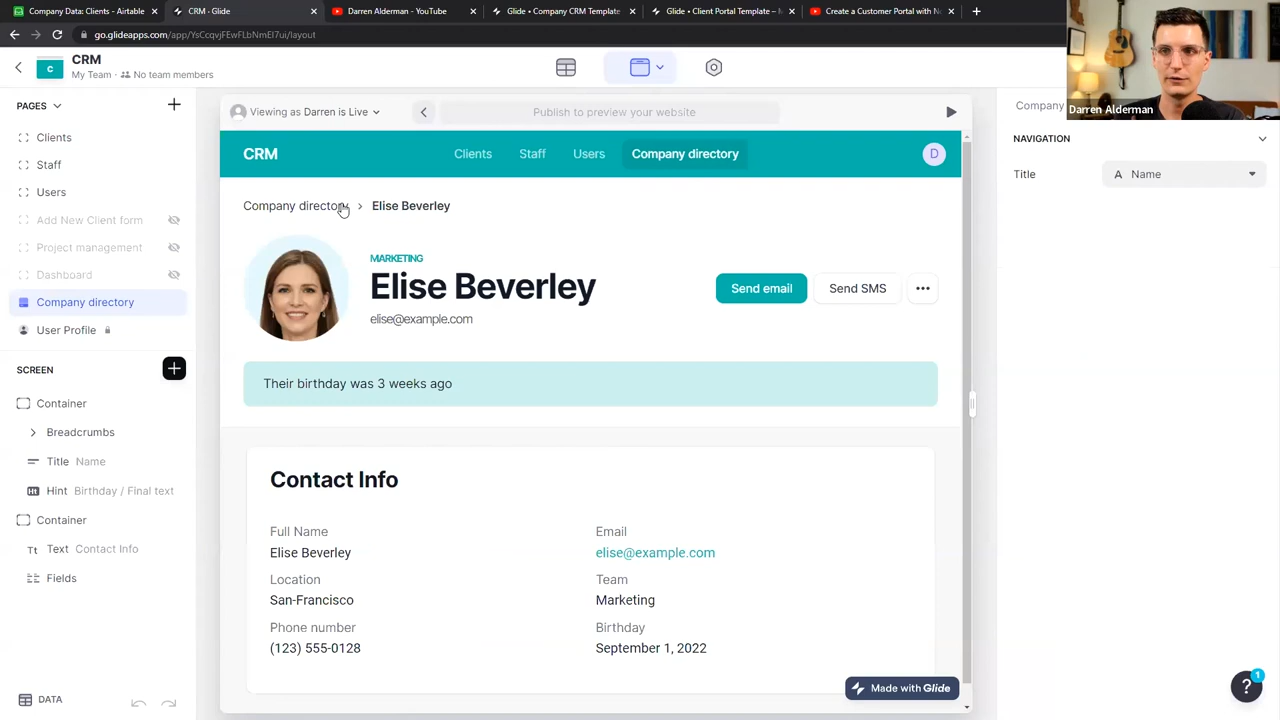 Company Data: Clients - Airtable
CRM - Glide
Darren Alderman - YouTube
Glide • Company CRM Template
Glide • Client Portal Template –
Create a Customer Portal with N
go.glideapps.com/app/YsCcqvjFEwFLbNmEI7ui/layout
C
CRM
My Team • No team members
Darren Alderman
PAGES
Clients
Staff
Users
Add New Client form
Project management
Dashboard
Company directory
User Profile
SCREEN
Container
Breadcrumbs
Title Name
Hint Birthday / Final text
Container
Tt Text Contact Info
Fields
DATA
Viewing as Darren is Live
Publish to preview your website
CRM
Clients
Staff
Users
Company directory
D
Company directory > Elise Beverley
MARKETING
Elise Beverley
elise@example.com
Send email
Send SMS
Their birthday was 3 weeks ago
Contact Info
Full Name
Elise Beverley
Email
elise@example.com
Location
San-Francisco
Team
Marketing
Phone number
(123) 555-0128
Birthday
September 1, 2022
Made with Glide
Company
NAVIGATION
Title
A Name
?
1